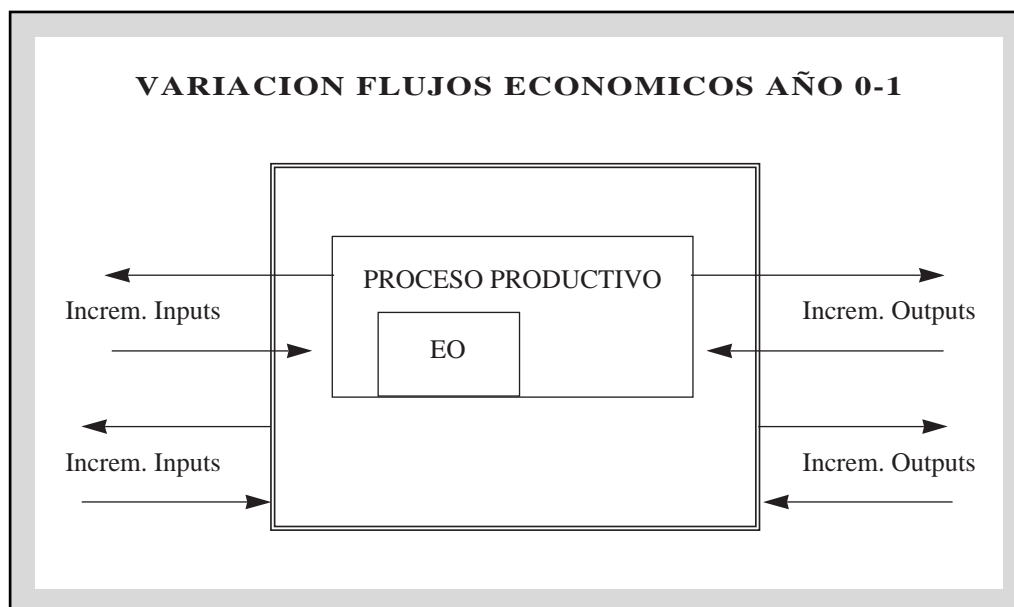 VARIACION FLUJOS ECONOMICOS AÑO 0-1
PROCESO PRODUCTIVO
Increm. Inputs
Increm. Outputs
EO
Increm. Inputs
Increm. Outputs